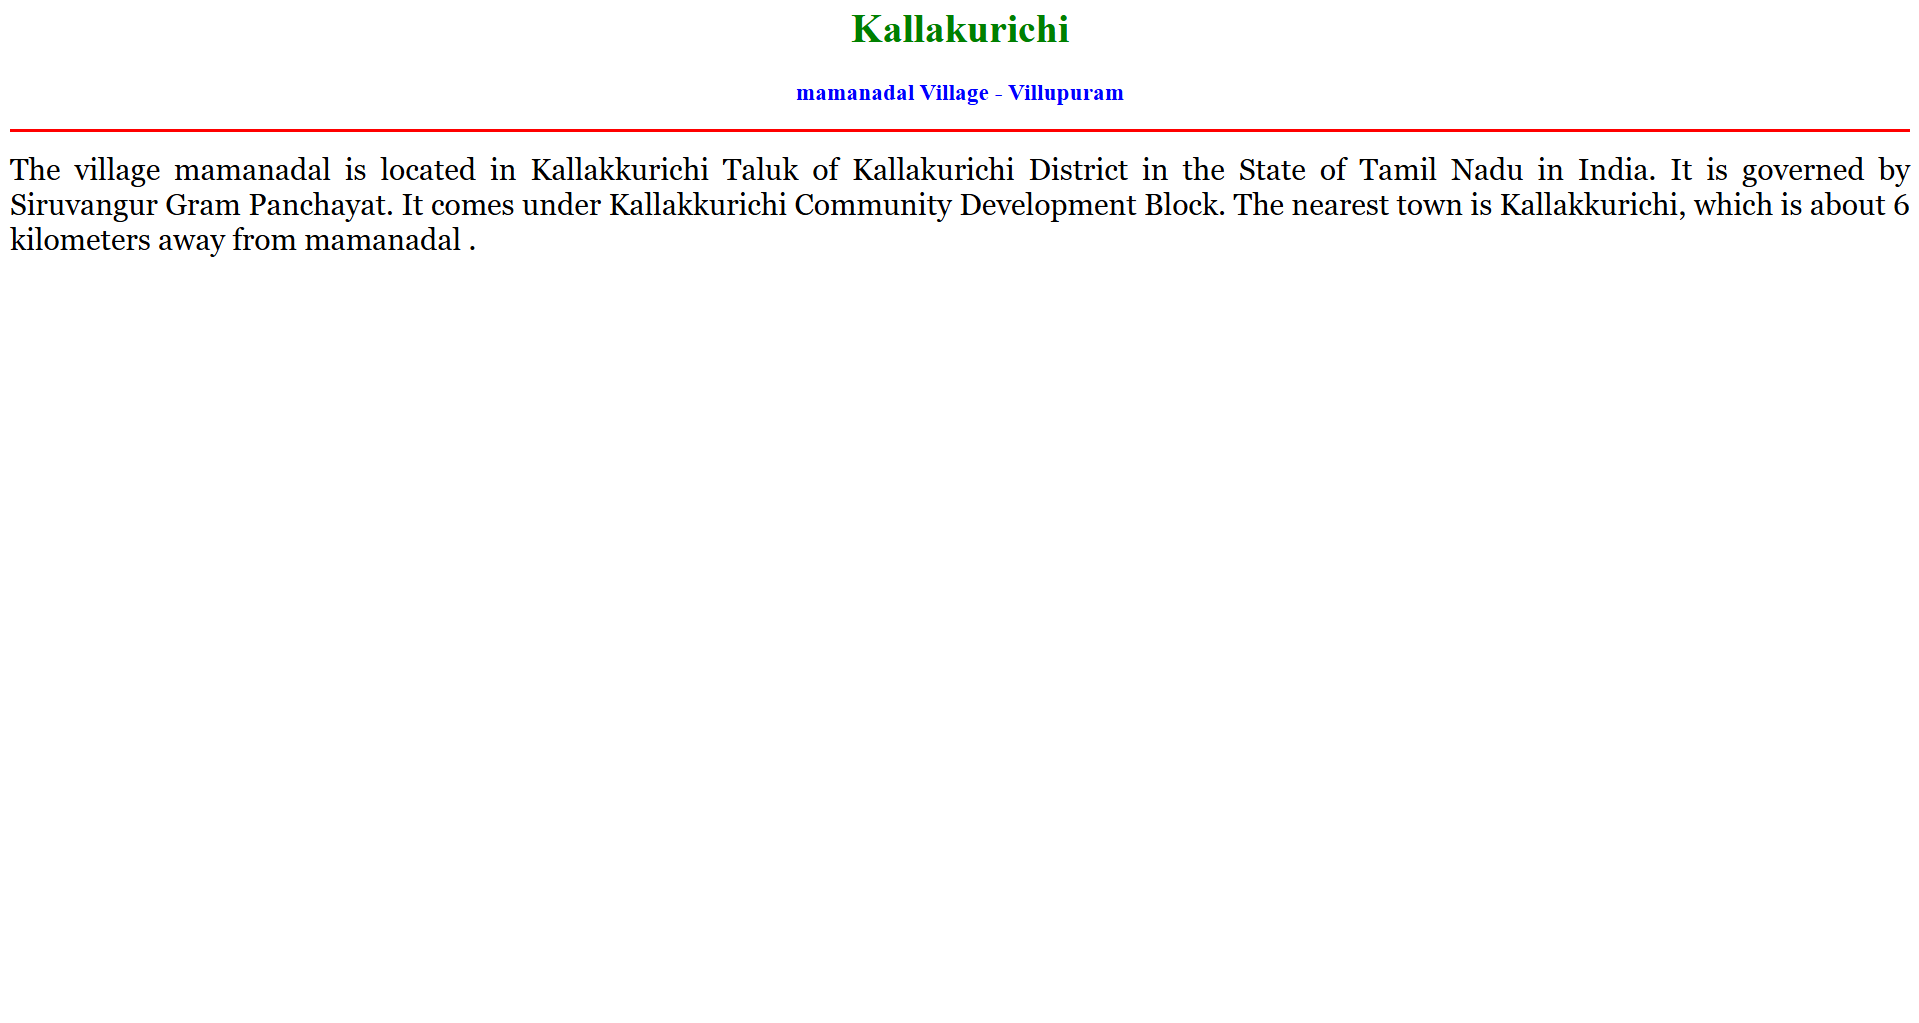 Kallakurichi
mamanadal Village - Villupuram
The village mamanadal is located in Kallakkurichi Taluk of Kallakurichi District in the State of Tamil Nadu in India. It is governed by
Siruvangur Gram Panchayat. It comes under Kallakkurichi Community Development Block. The nearest town is Kallakkurichi, which is about 6
kilometers away from mamanadal .